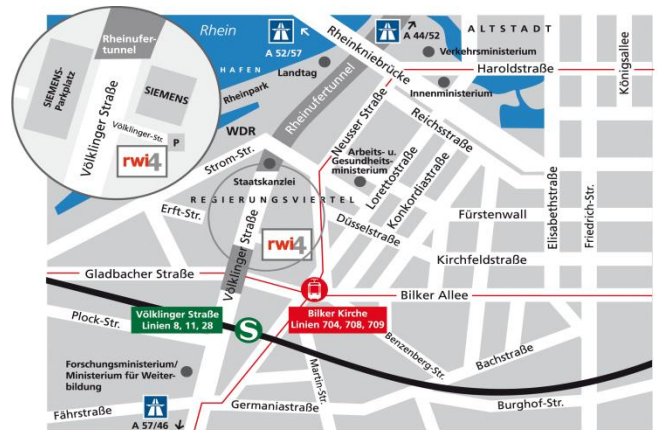 Rheinufer-
tunnel
SIEMENS-
Parkplatz
SIEMENS
Völklinger-Str.
P
Völklinger Straße
rwi4
Rhein
A 52/57
HAFEN
Rheinpark
Landtag
WDR
Rheinufertunnel
Rheinkniebrücke
A 44/52
ALTSTADT
Verkehrsministerium
Haroldstraße
Innenministerium
Königsallee
Neusser Straße
Reichsstraße
Strom-Str.
Arbeits- u.
Gesundheits-
ministerium
Staatskanzlei
REGIERUNGSVIERTEL
Lorettostraße
Konkordiastraße
Elisabethstraße
Friedrich-Str.
Erft-Str.
Düsselstraße
Fürstenwall
rwi4
Völklinger Straße
Kirchfeldstraße
Gladbacher Straße
Bilker Allee
Völklinger Straße
Linien 8, 11, 28
S
Bilker Kirche
Linien 704, 708, 709
Plock-Str.
Benzenberg-Str.
Bachstraße
Martin-Str.
Forschungsministerium/
Ministerium für Weiter-
bildung
Fährstraße
A 57/46
Germaniastraße
Burghof-Str.